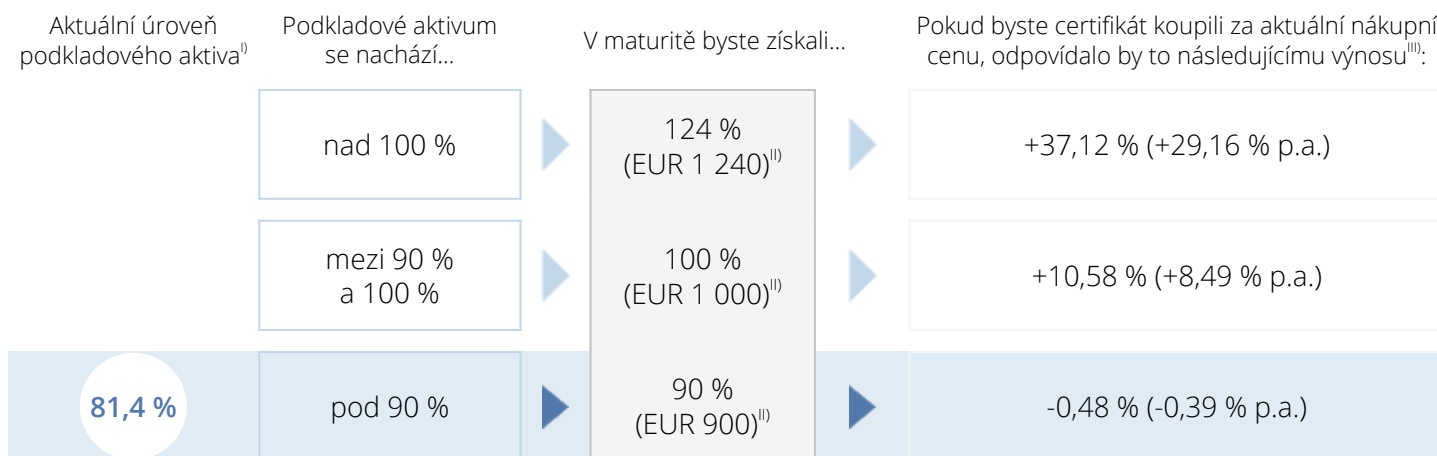 Aktuální úroveň
podkladového aktiva I)
Podkladové aktivum
se nachází...
V maturitě byste získali...
Pokud byste certifikát koupili za aktuální nákupní
cenu, odpovídalo by to následujícímu výnosu III):
nad 100 %
124 %
(EUR 1 240) II)
+37,12 % (+29,16 % p.a.)
mezi 90 %
a 100 %
100 %
(EUR 1 000) II)
+10,58 % (+8,49 % p.a.)
81,4 %
pod 90 %
90 %
(EUR 900) II)
-0,48 % (-0,39 % p.a.)